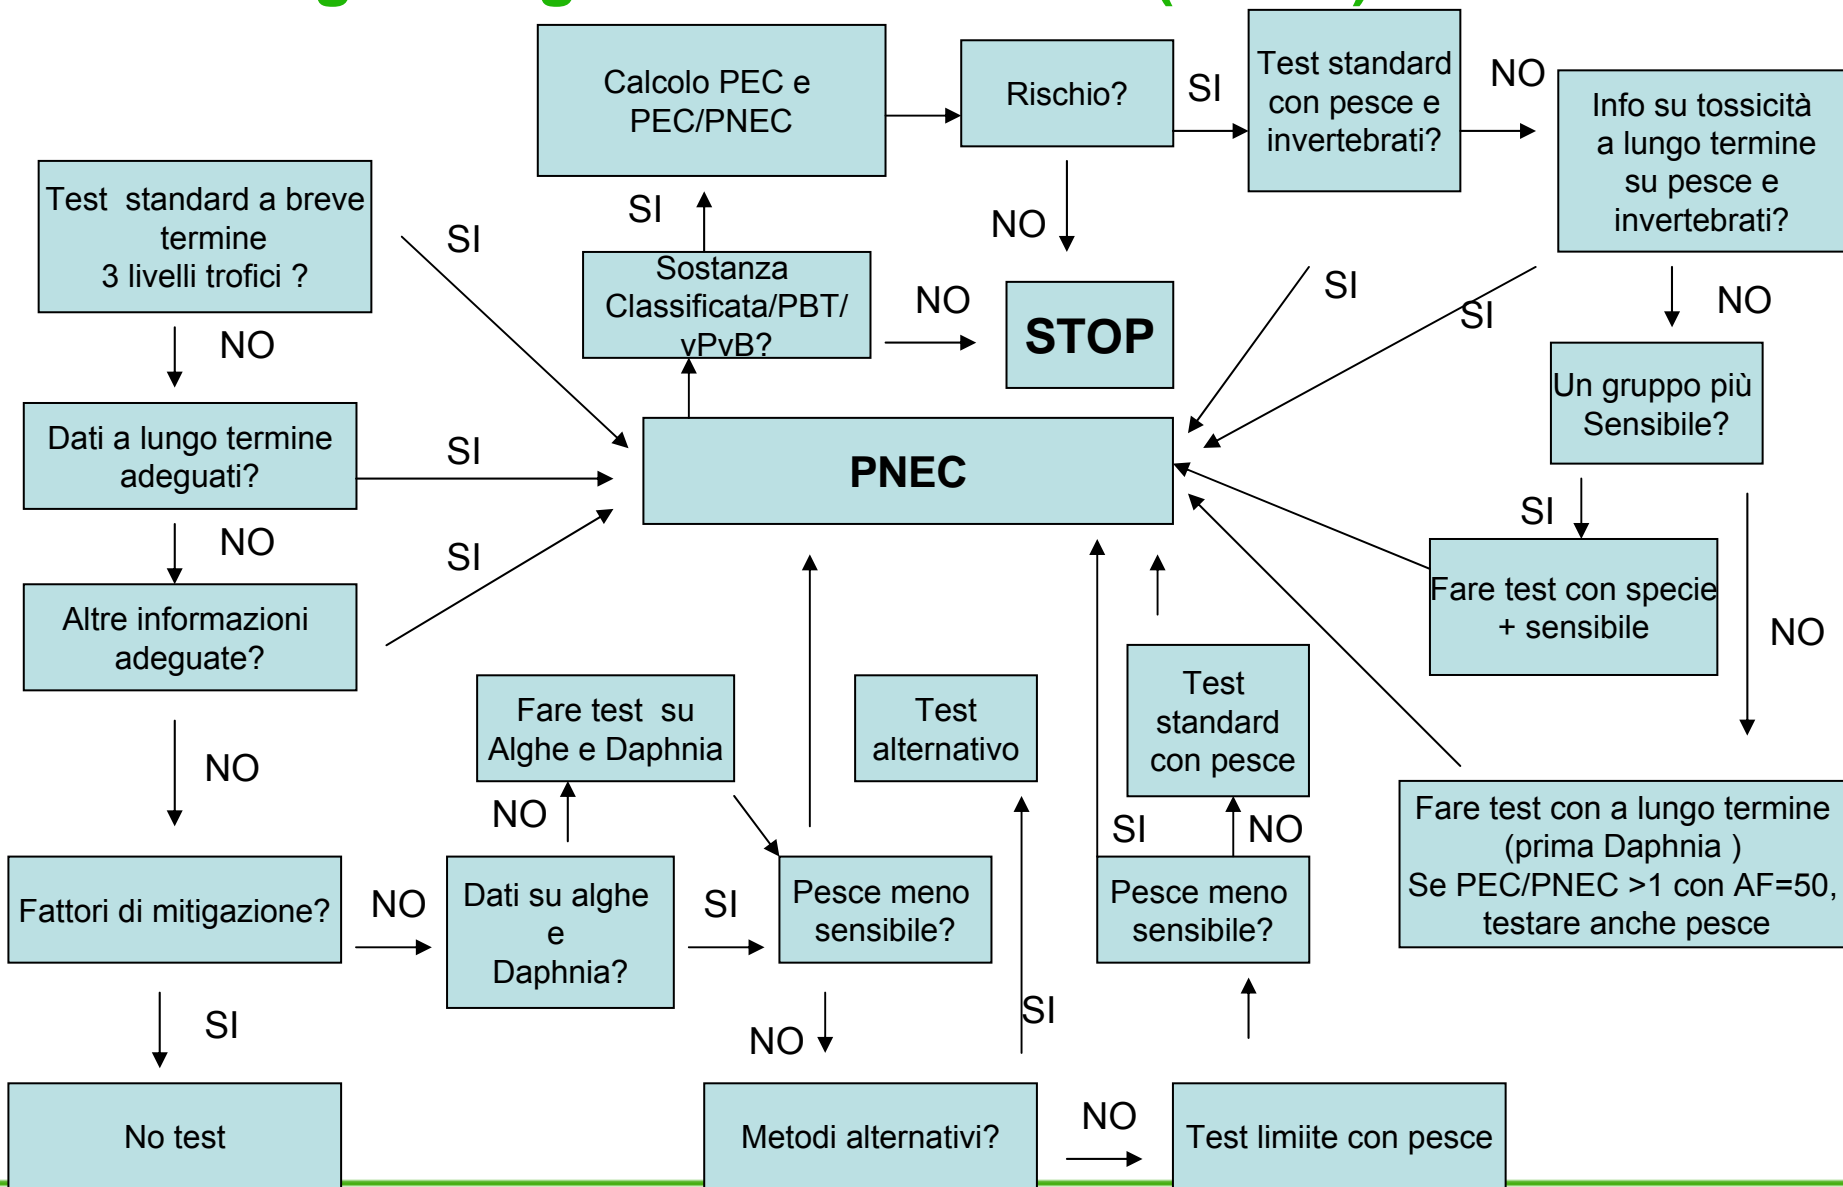 Calcolo PEC e
PEC/PNEC
Rischio?
SI
Test standard
con pesce e
invertebrati?
NO
Info su tossicità
a lungo termine
su pesce e
invertebrati?
Test standard a breve
termine
3 livelli trofici ?
SI
SI
NO
Sostanza
Classificata/PBT/
vPvB?
NO
STOP
SI
SI
NO
NO
Un gruppo più
Sensibile?
Dati a lungo termine
adeguati?
SI
PNEC
SI
NO
SI
Fare test con specie
+ sensibile
NO
Altre informazioni
adeguate?
NO
Fare test su
Alghe e Daphnia
Test
alternativo
Test
standard
con pesce
NO
SI
NO
Fare test con a lungo termine
(prima Daphnia )
Se PEC/PNEC >1 con AF=50,
testare anche pesce
Fattori di mitigazione?
NO
Dati su alghe
e
Daphnia?
SI
Pesce meno
sensibile?
Pesce meno
sensibile?
SI
NO
SI
No test
Metodi alternativi?
NO
Test limiite con pesce